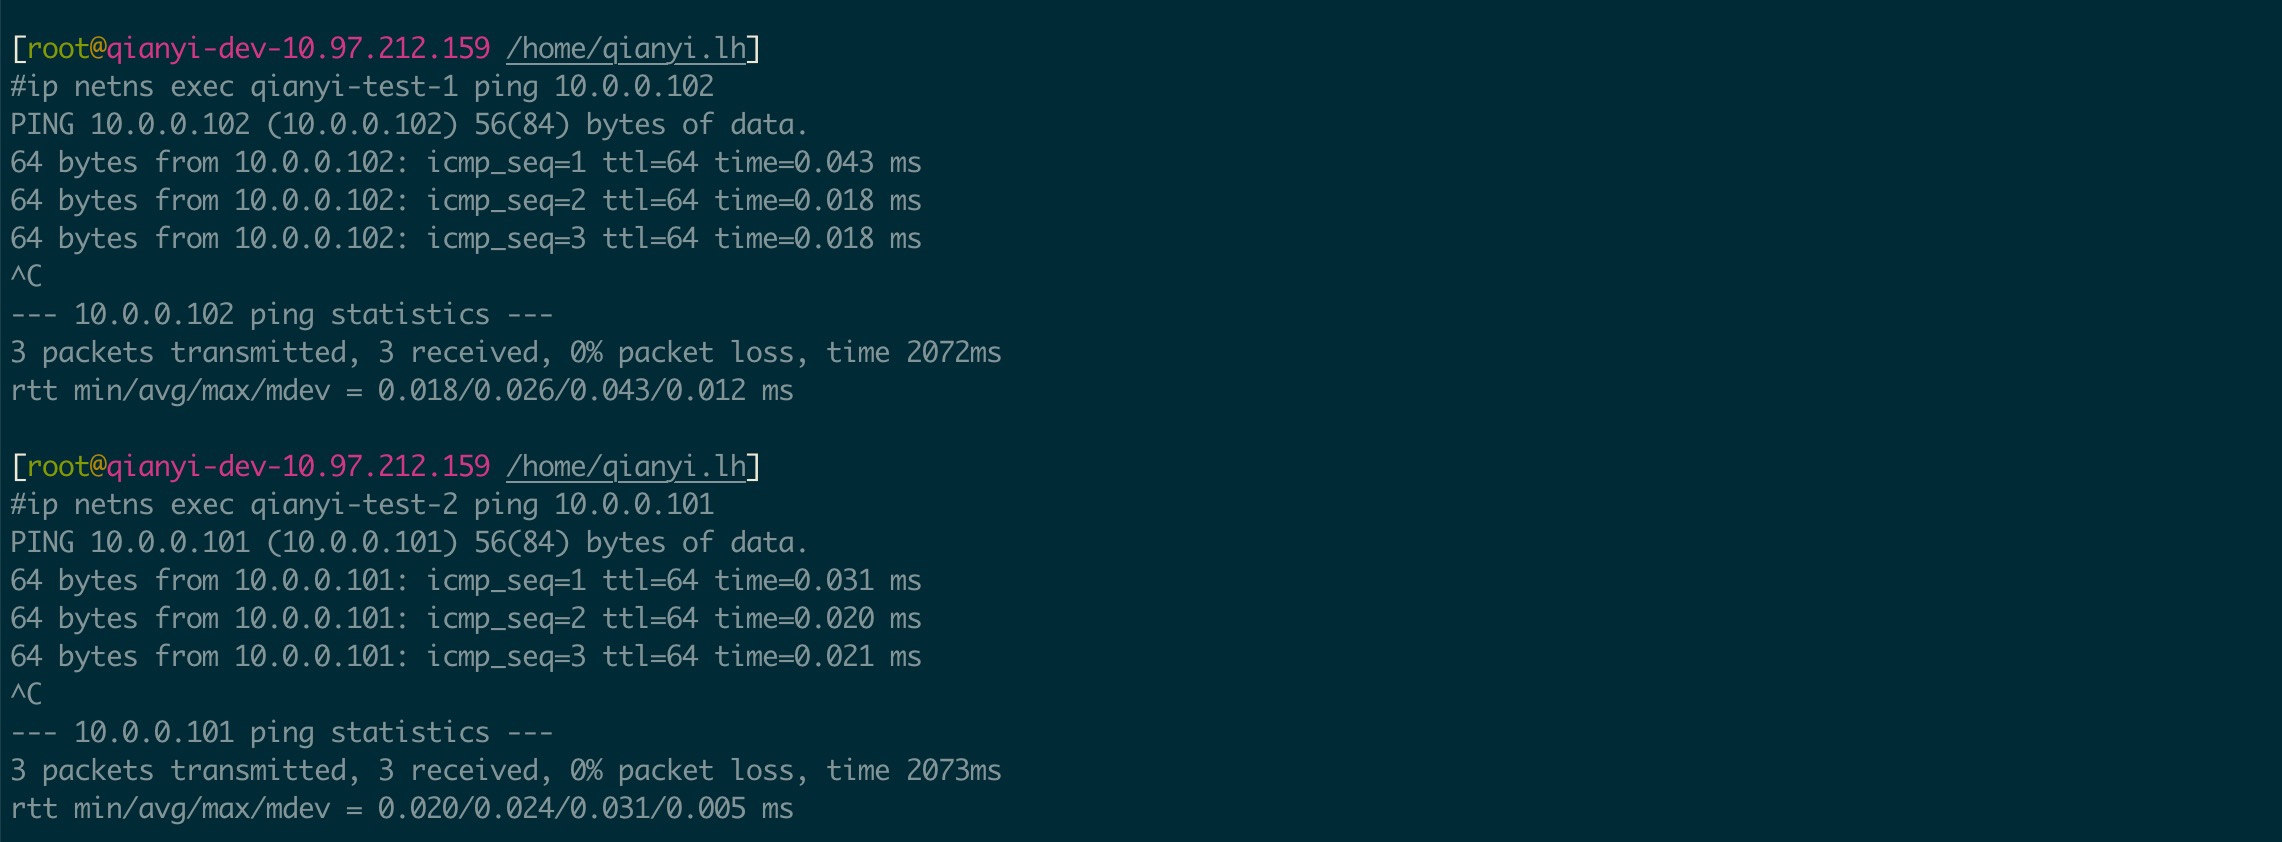 [root@qianyi-dev-10.97.212.159 /home/qianyi.lh]
#ip netns exec qianyi-test-1 ping 10.0.0.102
PING 10.0.0.102 (10.0.0.102) 56(84) bytes of data.
64 bytes from 10.0.0.102: icmp_seq=1 ttl=64 time=0.043 ms
64 bytes from 10.0.0.102: icmp_seq=2 ttl=64 time=0.018 ms
64 bytes from 10.0.0.102: icmp_seq=3 ttl=64 time=0.018 ms
^C
--- 10.0.0.102 ping statistics ---
3 packets transmitted, 3 received, 0% packet loss, time 2072ms
rtt min/avg/max/mdev = 0.018/0.026/0.043/0.012 ms
[root@qianyi-dev-10.97.212.159 /home/qianyi.lh]
#ip netns exec qianyi-test-2 ping 10.0.0.101
PING 10.0.0.101 (10.0.0.101) 56(84) bytes of data.
64 bytes from 10.0.0.101: icmp_seq=1 ttl=64 time=0.031 ms
64 bytes from 10.0.0.101: icmp_seq=2 ttl=64 time=0.020 ms
64 bytes from 10.0.0.101: icmp_seq=3 ttl=64 time=0.021 ms
^C
--- 10.0.0.101 ping statistics ---
3 packets transmitted, 3 received, 0% packet loss, time 2073ms
rtt min/avg/max/mdev = 0.020/0.024/0.031/0.005 ms